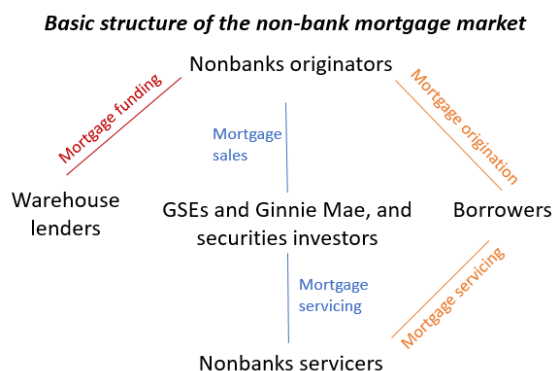 Basic structure of the non-bank mortgage market
Nonbanks originators
Mortgage funding
Mortgage
sales
Mortgage origination
Warehouse
lenders
GSEs and Ginnie Mae, and
securities investors
Borrowers
Mortgage
servicing
Mortgage servicing
Nonbanks servicers